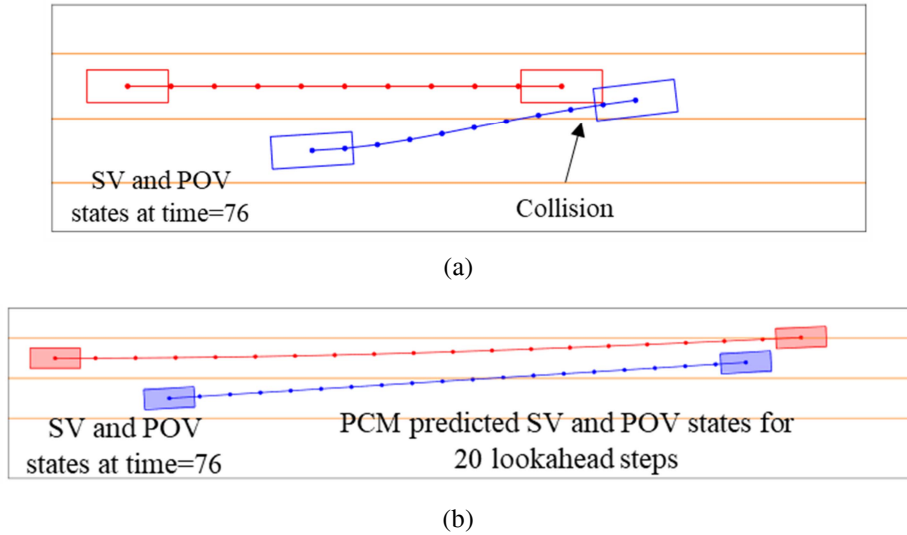 SV and POV
states at time=76
Collision
(a)
SV and POV
states at time=76
PCM predicted SV and POV states for
20 lookahead steps
(b)